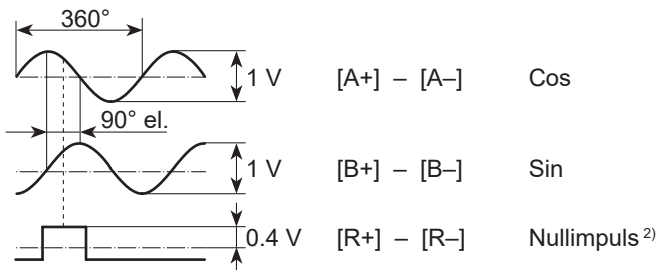 360°
1 V [A+] – [A–] Cos
90° el.
1 V [B+] – [B–] Sin
0.4 V [R+] – [R–] Nullimpuls 2)